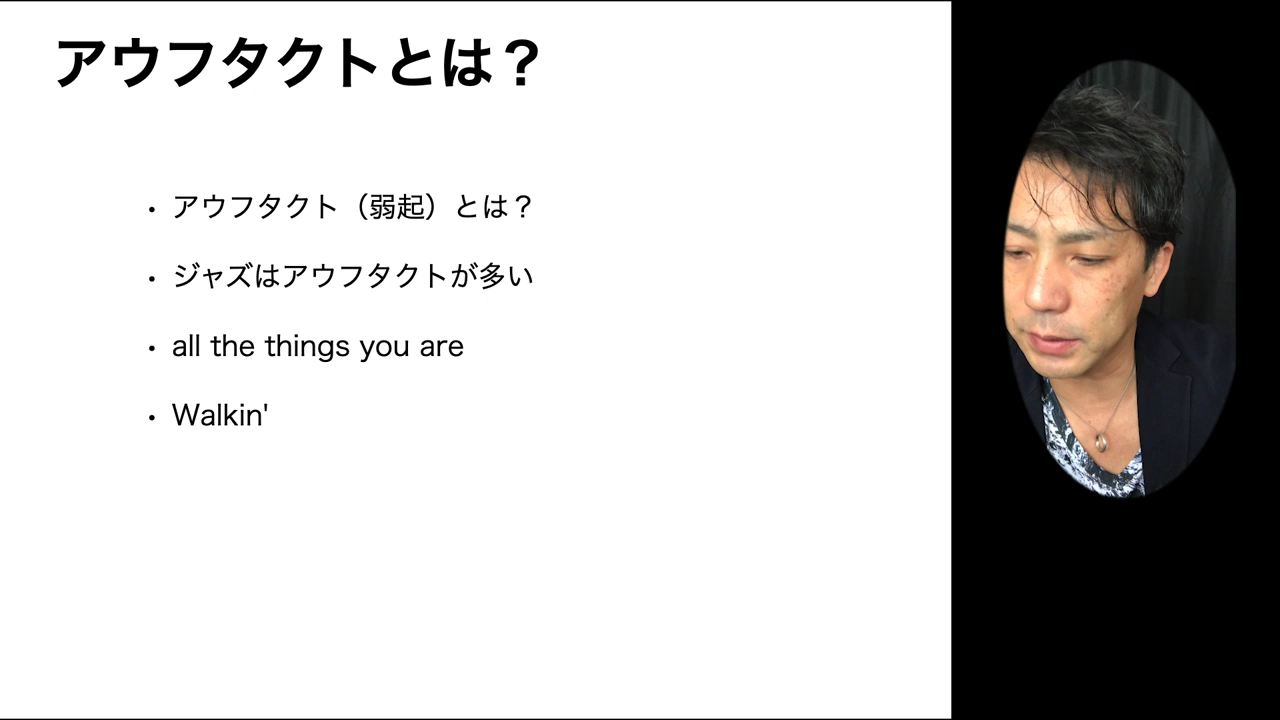 アウフタクトとは？
・アウフタクト（弱起）とは？
・ジャズはアウフタクトが多い
・all the things you are
・Walkin'